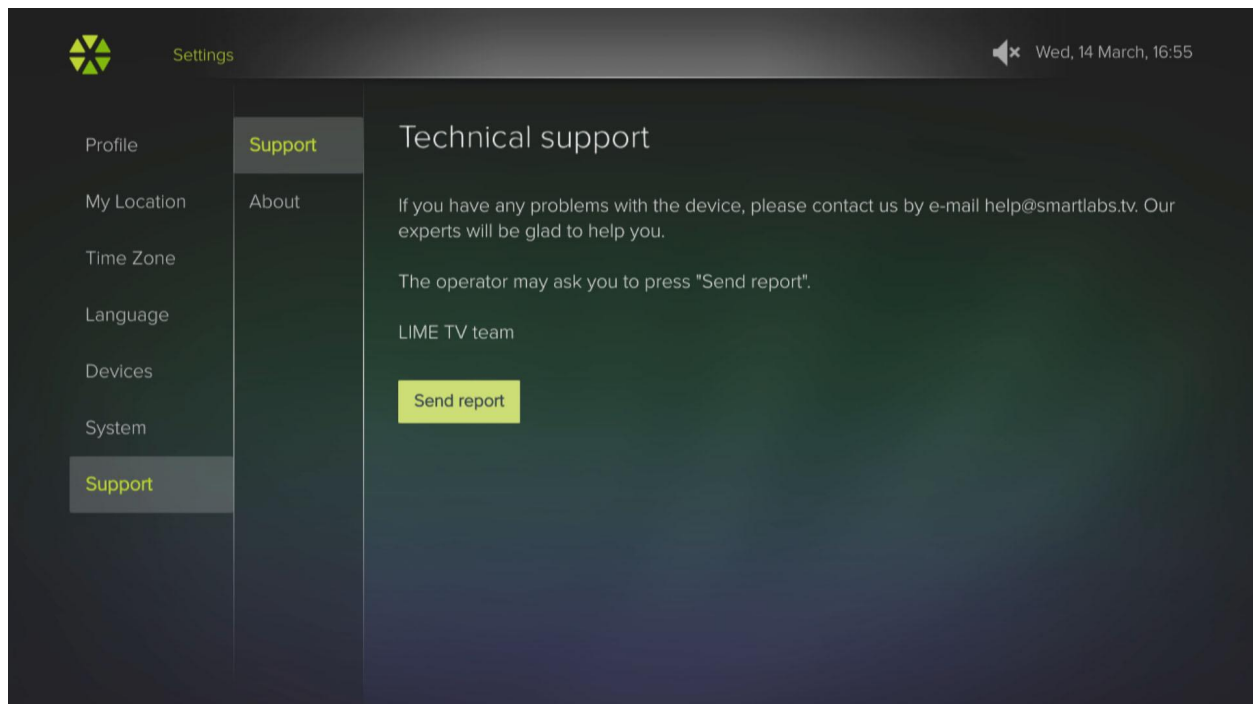 Settings
Wed, 14 March, 16:55
Profile
My Location
Time Zone
Language
Devices
System
Support
Support
About
Technical support
If you have any problems with the device, please contact us by e-mail help@smartlabs.tv. Our
experts will be glad to help you.
The operator may ask you to press "Send report".
LIME TV team
Send report